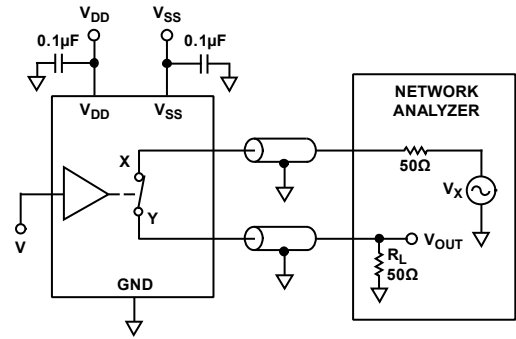 VDD VSS
0.1µF 0.1µF
VDD VSS
NETWORK
ANALYZER
X
50Ω
VX
Y
V
VOUT
RL
50Ω
GND